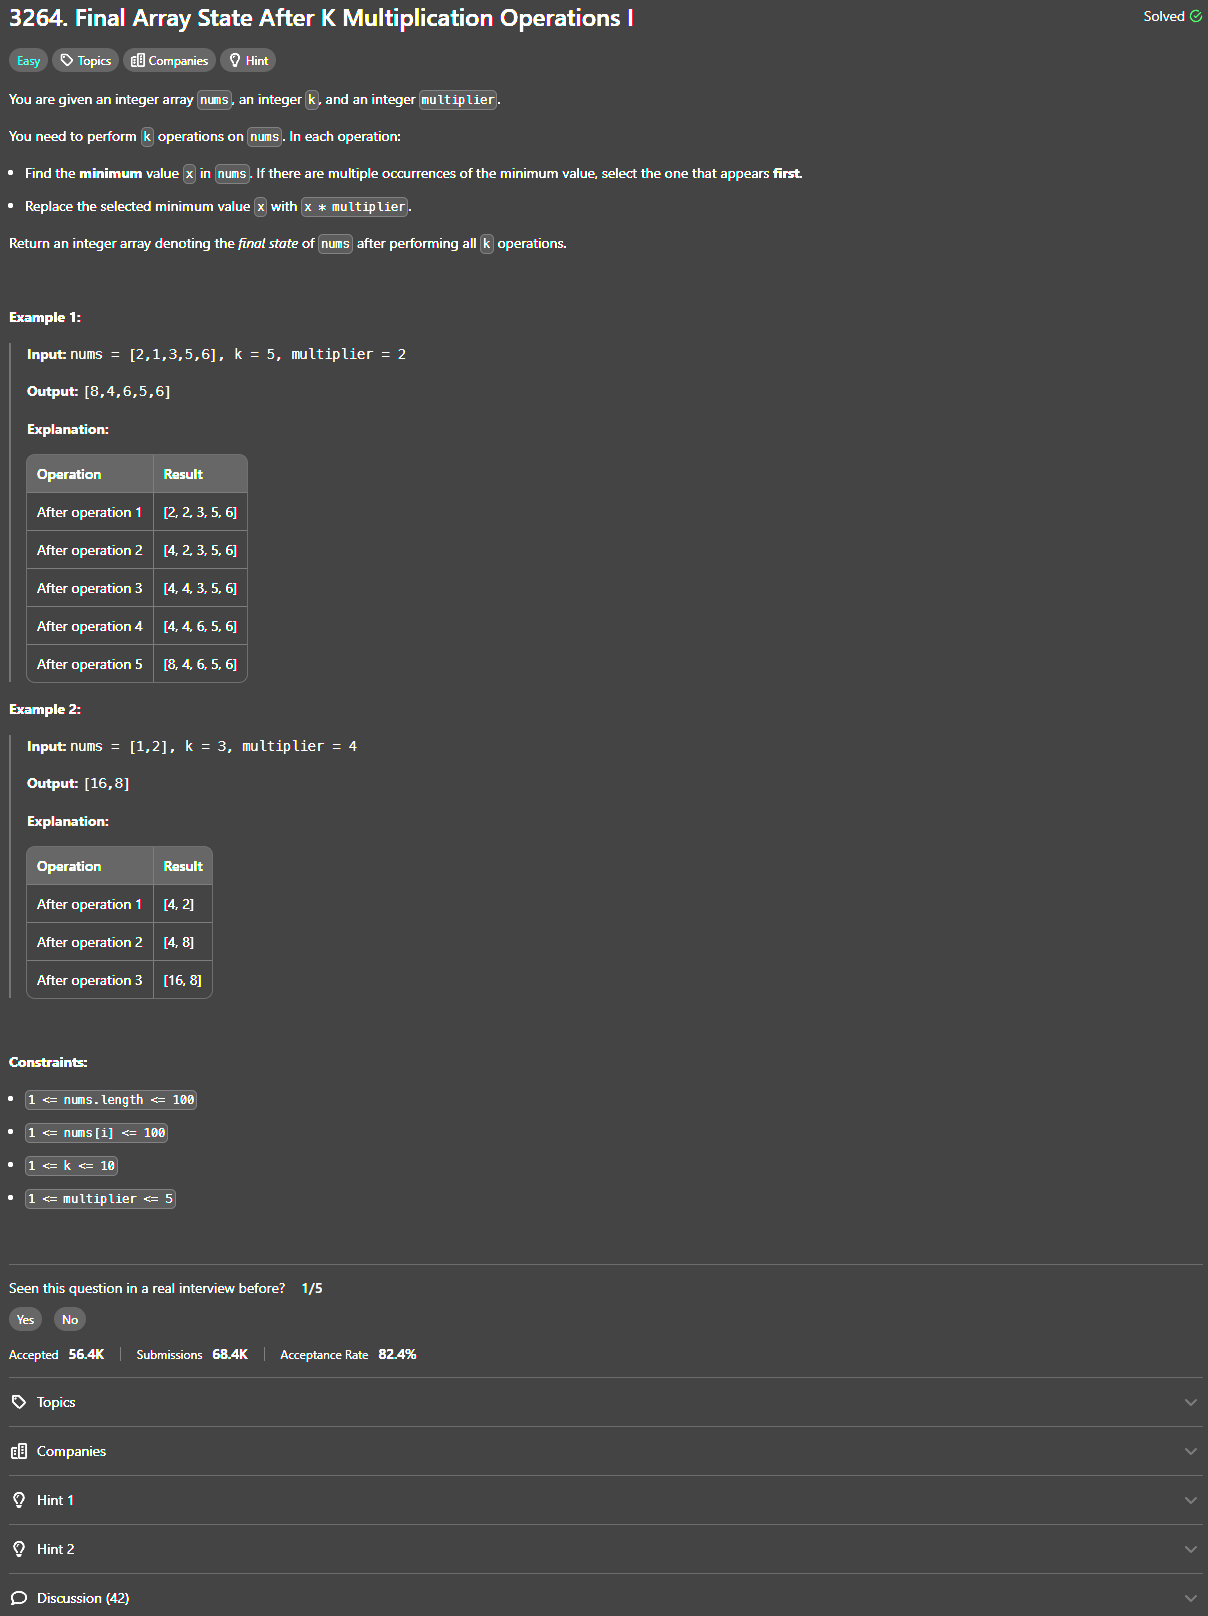 3264. Final Array State After K Multiplication Operations I
Solved
Easy Topics Companies Hint
You are given an integer array nums, an integer k, and an integer multiplier.
You need to perform k operations on nums. In each operation:
• Find the minimum value x in nums. If there are multiple occurrences of the minimum value, select the one that appears first.
• Replace the selected minimum value x with x * multiplier.
Return an integer array denoting the final state of nums after performing all k operations.
Example 1:
Input: nums = [2,1,3,5,6], k = 5, multiplier = 2
Output: [8,4,6,5,6]
Explanation:
Operation Result
After operation 1 [2, 2, 3, 5, 6]
After operation 2 [4, 2, 3, 5, 6]
After operation 3 [4, 4, 3, 5, 6]
After operation 4 [4, 4, 6, 5, 6]
After operation 5 [8, 4, 6, 5, 6]
Example 2:
Input: nums = [1,2], k = 3, multiplier = 4
Output: [16,8]
Explanation:
Operation Result
After operation 1 [4, 2]
After operation 2 [4, 8]
After operation 3 [16, 8]
Constraints:
• 1 <= nums.length <= 100
• 1 <= nums[i] <= 100
• 1 <= k <= 10
• 1 <= multiplier <= 5
Seen this question in a real interview before? 1/5
Yes No
Accepted 56.4K Submissions 68.4K Acceptance Rate 82.4%
Topics
Companies
Hint 1
Hint 2
Discussion (42)